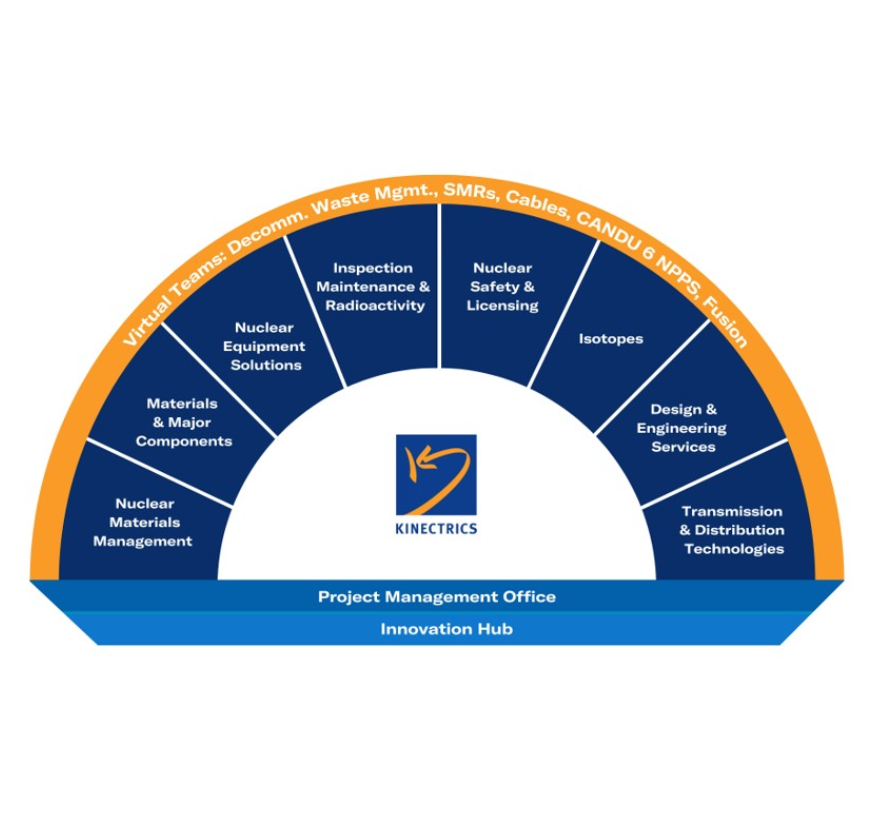 Virtual Teams: Decomm. Waste Mgmt., SMRs, Cables, CANDU 6 NPPS, Fusion
Nuclear
Materials
Management
Materials
& Major
Components
Nuclear
Equipment
Solutions
Inspection
Maintenance &
Radioactivity
Nuclear
Safety &
Licensing
Isotopes
Design &
Engineering
Services
Transmission
& Distribution
Technologies
KINECTRICS
Project Management Office
Innovation Hub